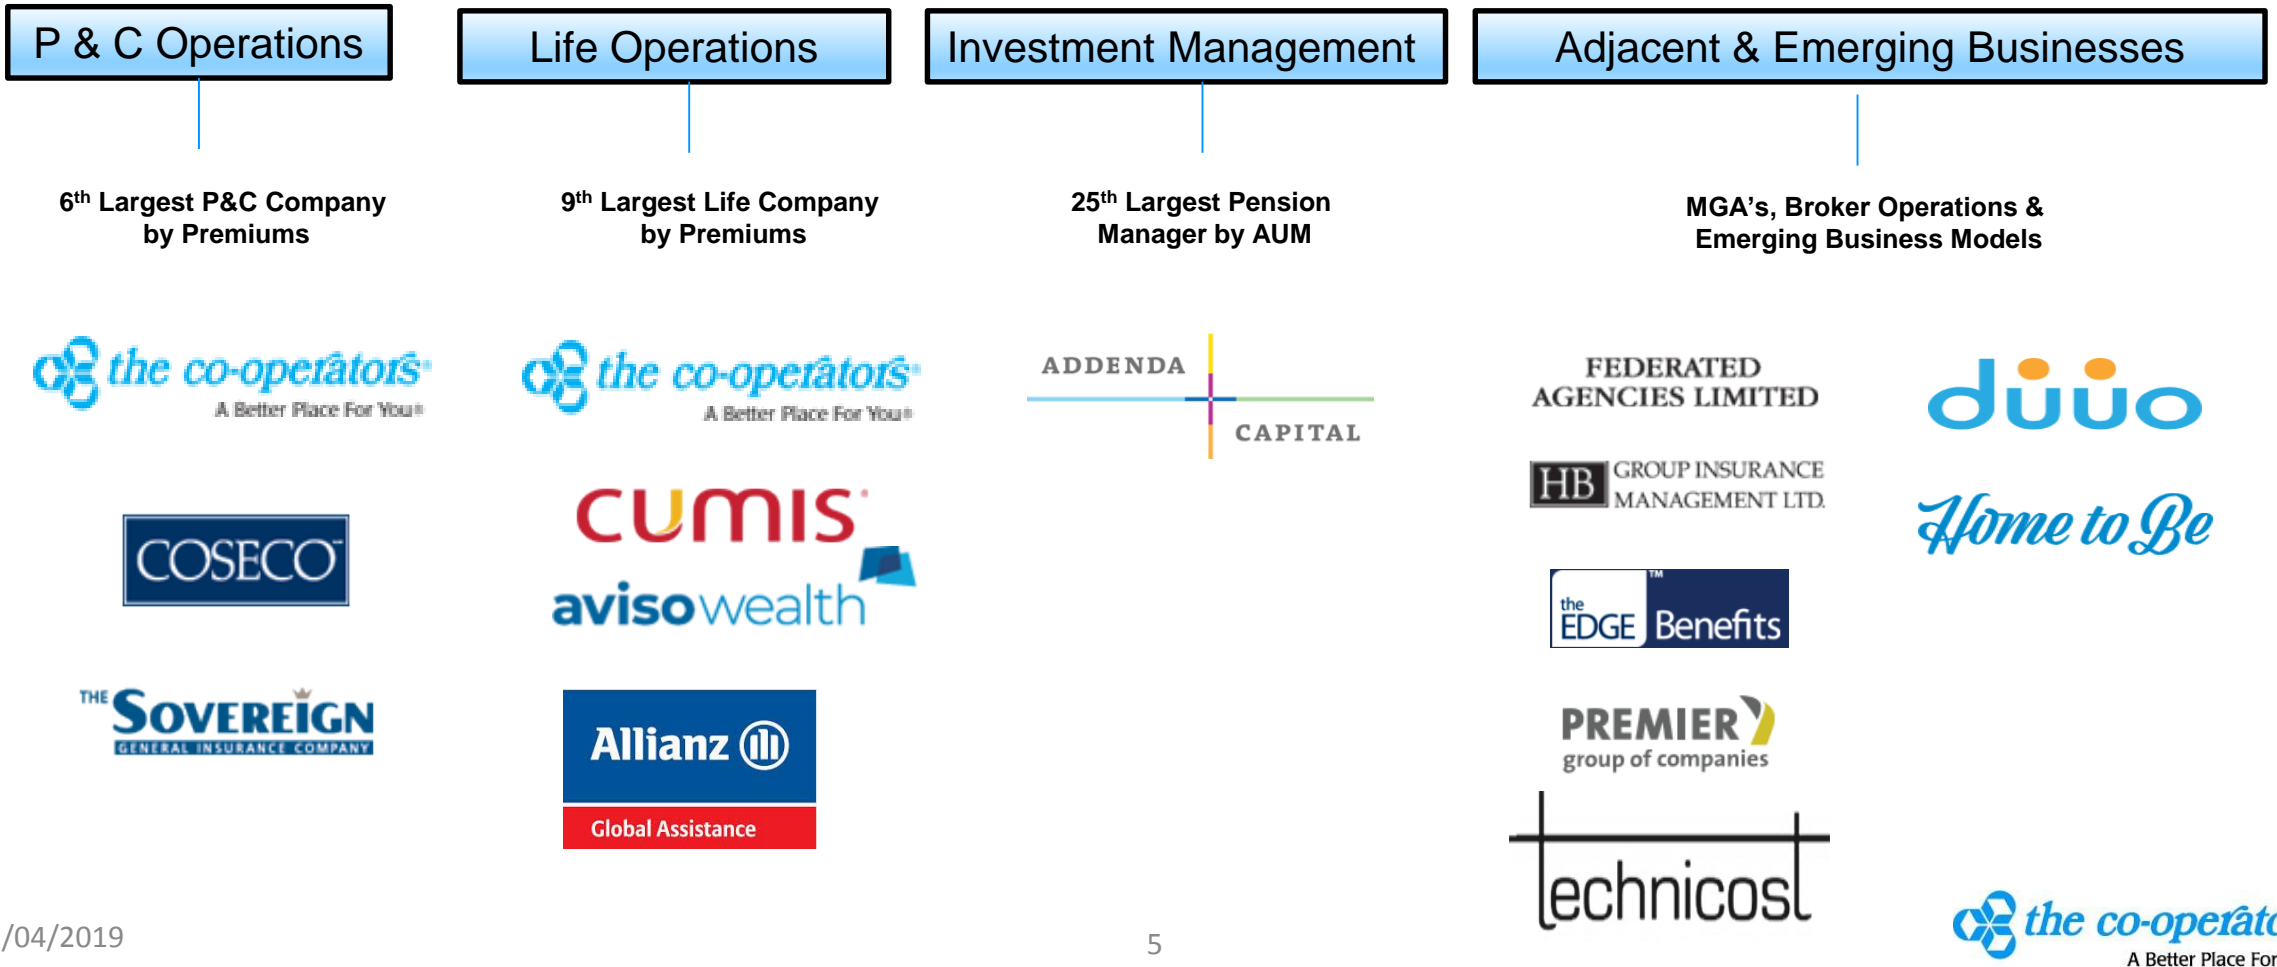 P & C Operations
Life Operations
Investment Management
Adjacent & Emerging Businesses
6th Largest P&C Company
by Premiums
9th Largest Life Company
by Premiums
25th Largest Pension
Manager by AUM
MGA's, Broker Operations &
Emerging Business Models
the co-operators®
A Better Place For You®
COSECO™
THE SOVEREIGN
GENERAL INSURANCE COMPANY
the co-operators®
A Better Place For You®
CUMIS
avisowealth
Allianz
Global Assistance
ADDENDA
CAPITAL
FEDERATED
AGENCIES LIMITED
HB GROUP INSURANCE
MANAGEMENT LTD.
the
EDGE Benefits™
PREMIER
group of companies
technicost
düüo
Home to Be
/04/2019
5
the co-operato
A Better Place For